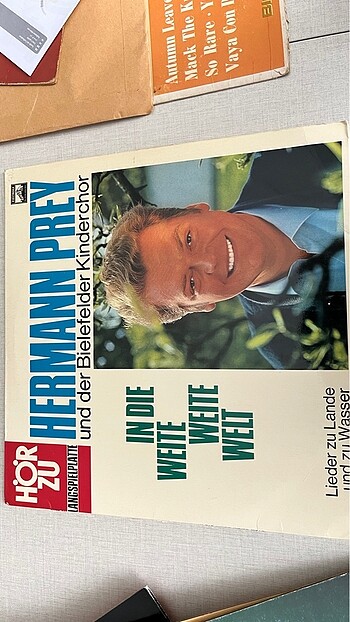 HÖR
ZU
LANGSPIELPLATTE
HERMANN PREY
und der Bielefelder Kinderchor
IN DIE
WEITE
WEITE
WELT
Lieder zu Lande
und zu Wasser
Autumn Leave
Mack The K
So Rare · Y
Vaya Con